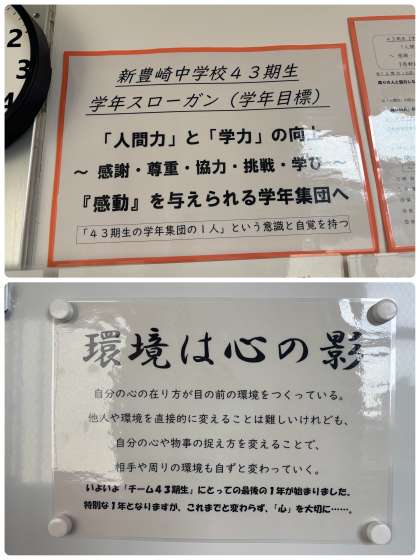 2
3
4
新豊崎中学校４３期生
学年スローガン（学年目標）
「人間力」と「学力」の向上
～ 感謝・尊重・協力・挑戦・学び ～
『感動』を与えられる学年集団へ
「４３期生の学年集団の１人」という意識と自覚を持つ
環境は心の影
自分の心の在り方が目の前の環境をつくっている。
他人や環境を直接的に変えることは難しいけれども、
自分の心や物事の捉え方を変えることで、
相手や周りの環境も自ずと変わっていく。
いよいよ「チーム４３期生」にとっての最後の１年が始まりました。
特別な１年となりますが、これまでと変わらず、「心」を大切に……。